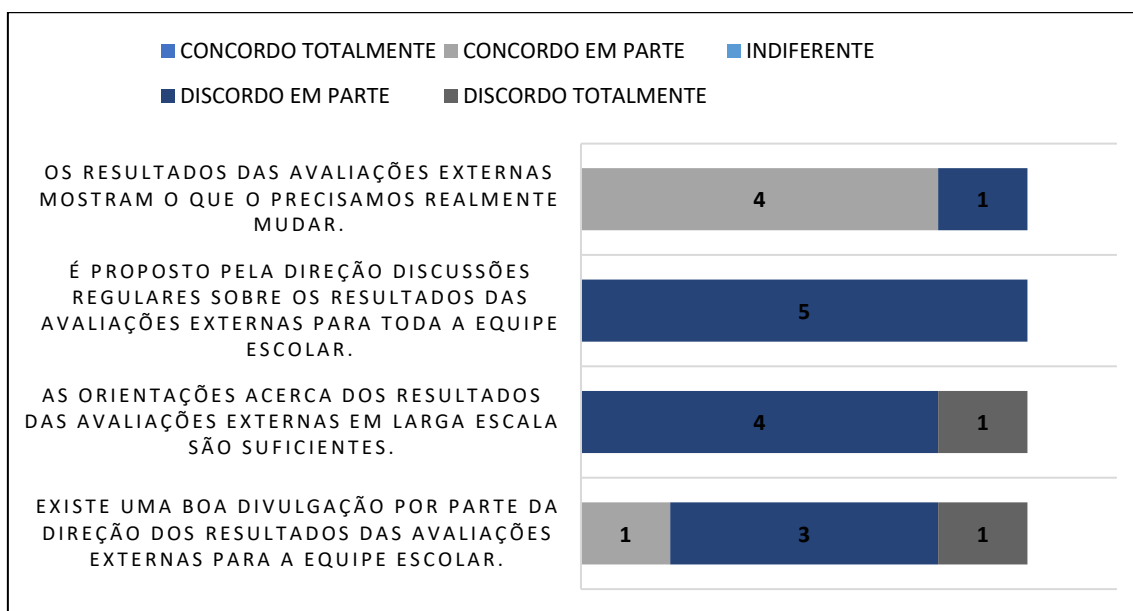 CONCORDO TOTALMENTE CONCORDO EM PARTE INDIFERENTE
DISCORDO EM PARTE DISCORDO TOTALMENTE
OS RESULTADOS DAS AVALIAÇÕES EXTERNAS
MOSTRAM O QUE O PRECISAMOS REALMENTE
MUDAR.
4 1
É PROPOSTO PELA DIREÇÃO DISCUSSÕES
REGULARES SOBRE OS RESULTADOS DAS
AVALIAÇÕES EXTERNAS PARA TODA A EQUIPE
ESCOLAR.
5
AS ORIENTAÇÕES ACERCA DOS RESULTADOS
DAS AVALIAÇÕES EXTERNAS EM LARGA ESCALA
SÃO SUFICIENTES.
4 1
EXISTE UMA BOA DIVULGAÇÃO POR PARTE DA
DIREÇÃO DOS RESULTADOS DAS AVALIAÇÕES
EXTERNAS PARA A EQUIPE ESCOLAR.
1 3 1